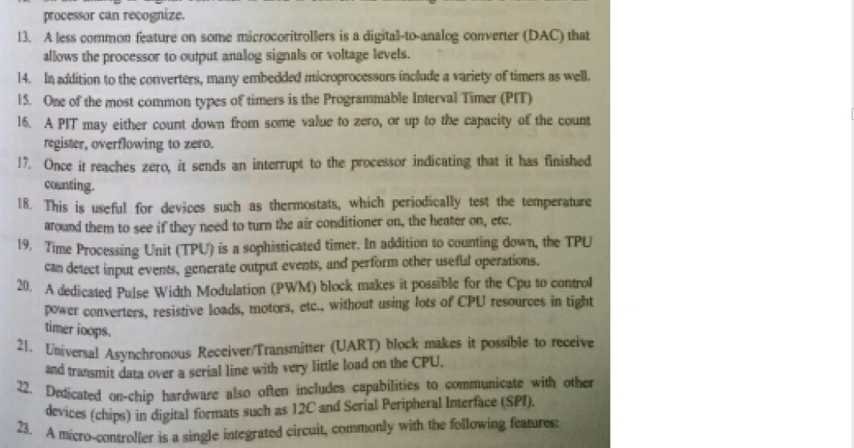 processor can recognize.
13. A less common feature on some microcoritrollers is a digital-to-analog converter (DAC) that
allows the processor to output analog signals or voltage levels.
14. In addition to the converters, many embedded microprocessors include a variety of timers as well.
15. One of the most common types of timers is the Programmable Interval Timer (PIT)
16. A PIT may either count down from some value to zero, or up to the capacity of the count
register, overflowing to zero.
17. Once it reaches zero, it sends an interrupt to the processor indicating that it has finished
counting.
18. This is useful for devices such as thermostats, which periodically test the temperature
around them to see if they need to turn the air conditioner on, the heater on, etc.
19. Time Processing Unit (TPU) is a sophisticated timer. In addition to counting down, the TPU
can detect input events, generate output events, and perform other useful operations.
20. A dedicated Pulse Width Modulation (PWM) block makes it possible for the Cpu to control
power converters, resistive loads, motors, etc., without using lots of CPU resources in tight
timer ioops.
21. Universal Asynchronous Receiver/Transmitter (UART) block makes it possible to receive
and transmit data over a serial line with very little load on the CPU.
22. Dedicated on-chip hardware also often includes capabilities to communicate with other
devices (chips) in digital formats such as 12C and Serial Peripheral Interface (SPI).
23. A micro-controller is a single integrated circuit, commonly with the following features: